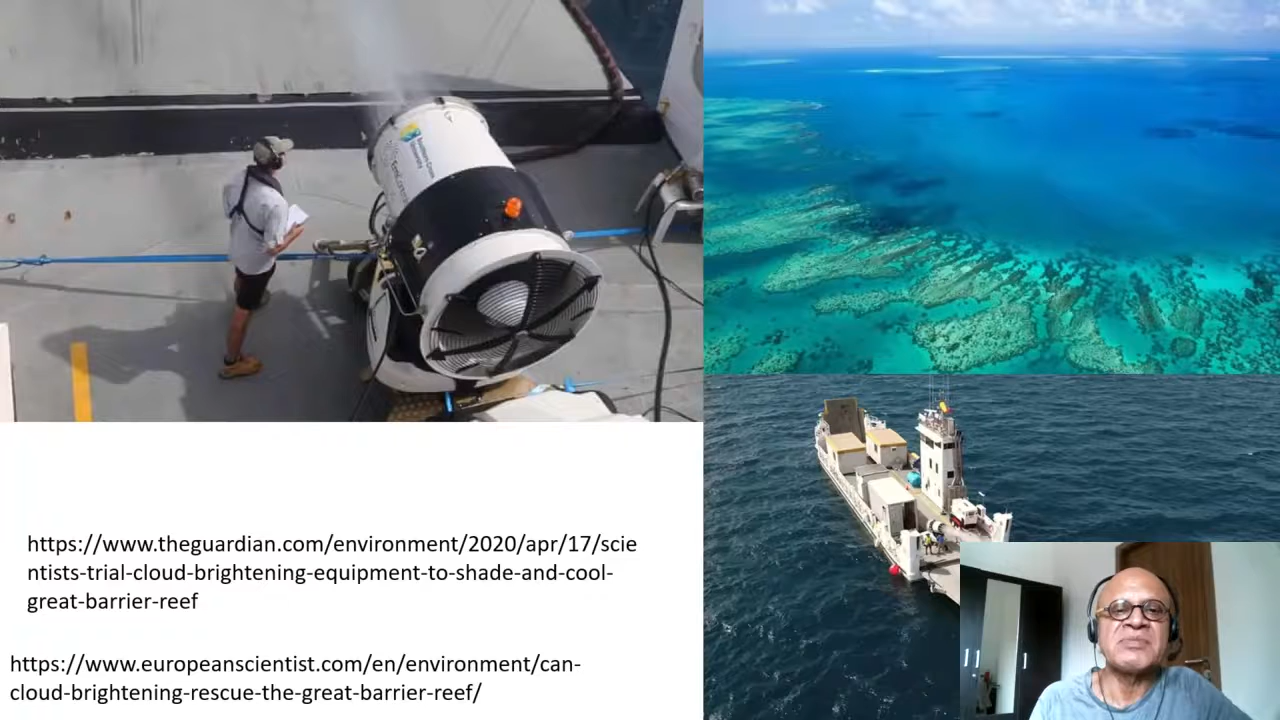 https://www.theguardian.com/environment/2020/apr/17/scie
ntists-trial-cloud-brightening-equipment-to-shade-and-cool-
great-barrier-reef
https://www.europeanscientist.com/en/environment/can-
cloud-brightening-rescue-the-great-barrier-reef/